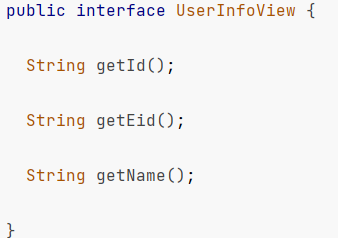 public interface UserInfoView {
String getId();
String getEid();
String getName();
}